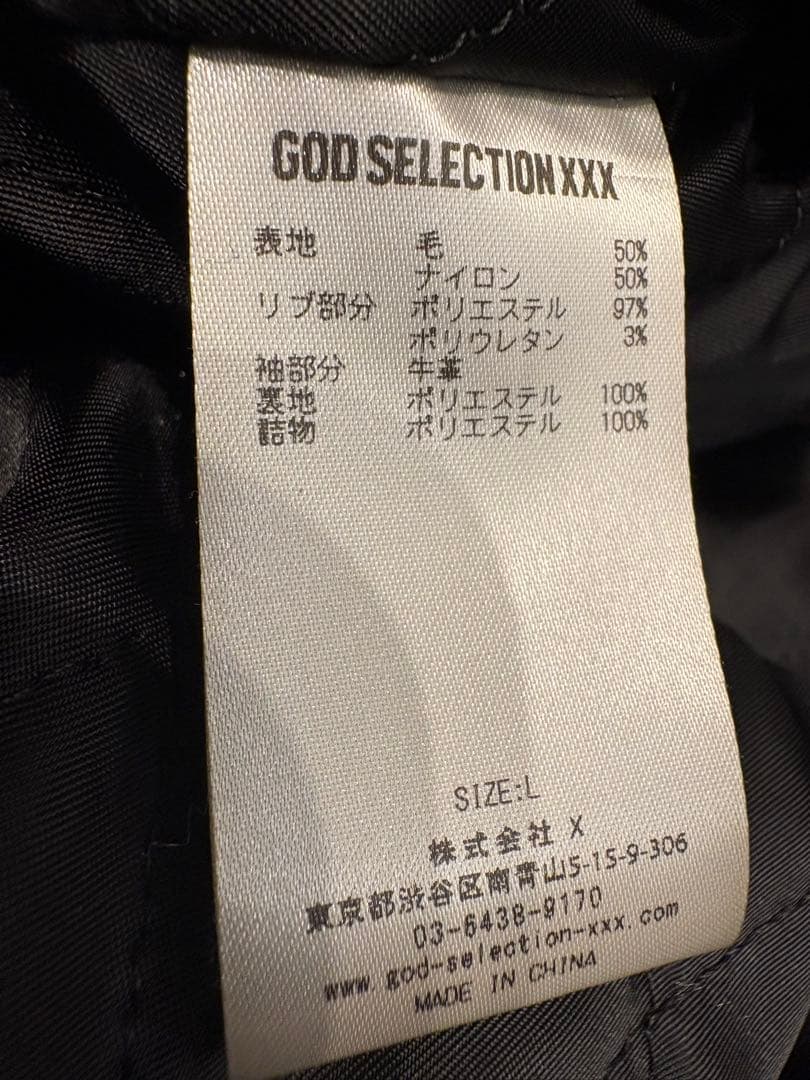 GOD SELECTION XXX
表地 毛 50%
ナイロン 50%
リブ部分 ポリエステル 97%
ポリウレタン 3%
袖部分 牛革
裏地 ポリエステル 100%
詰物 ポリエステル 100%
SIZE:L
株式会社 X
東京都渋谷区南青山5-15-9-306
03-6438-9170
www.god-selection-xxx.com
MADE IN CHINA